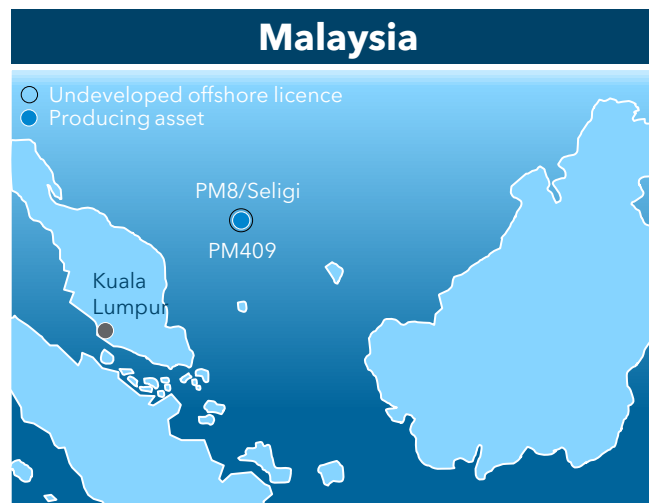 Malaysia
Undeveloped offshore licence
Producing asset
PM8/Seligi
PM409
Kuala
Lumpur